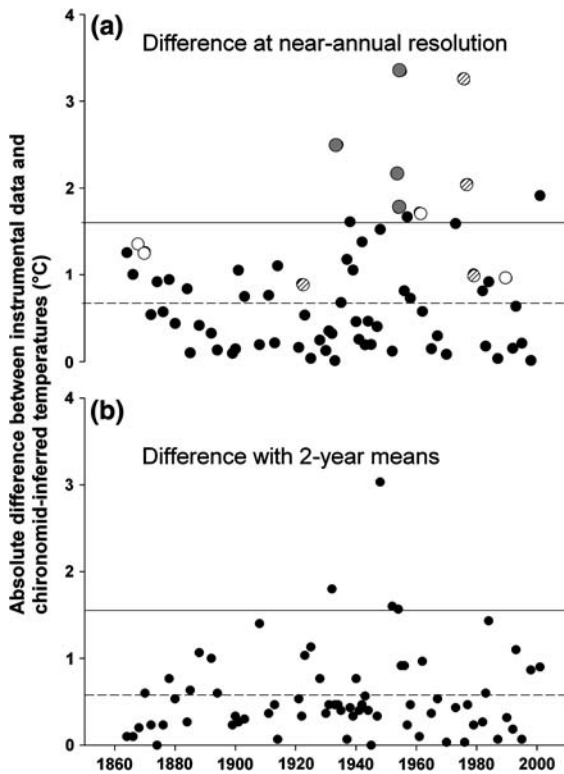 Absolute difference between instrumental data and
chironomid-inferred temperatures (°C)
(a)
Difference at near-annual resolution
4
3
2
1
0
(b)
Difference with 2-year means
4
3
2
1
0
1860 1880 1900 1920 1940 1960 1980 2000